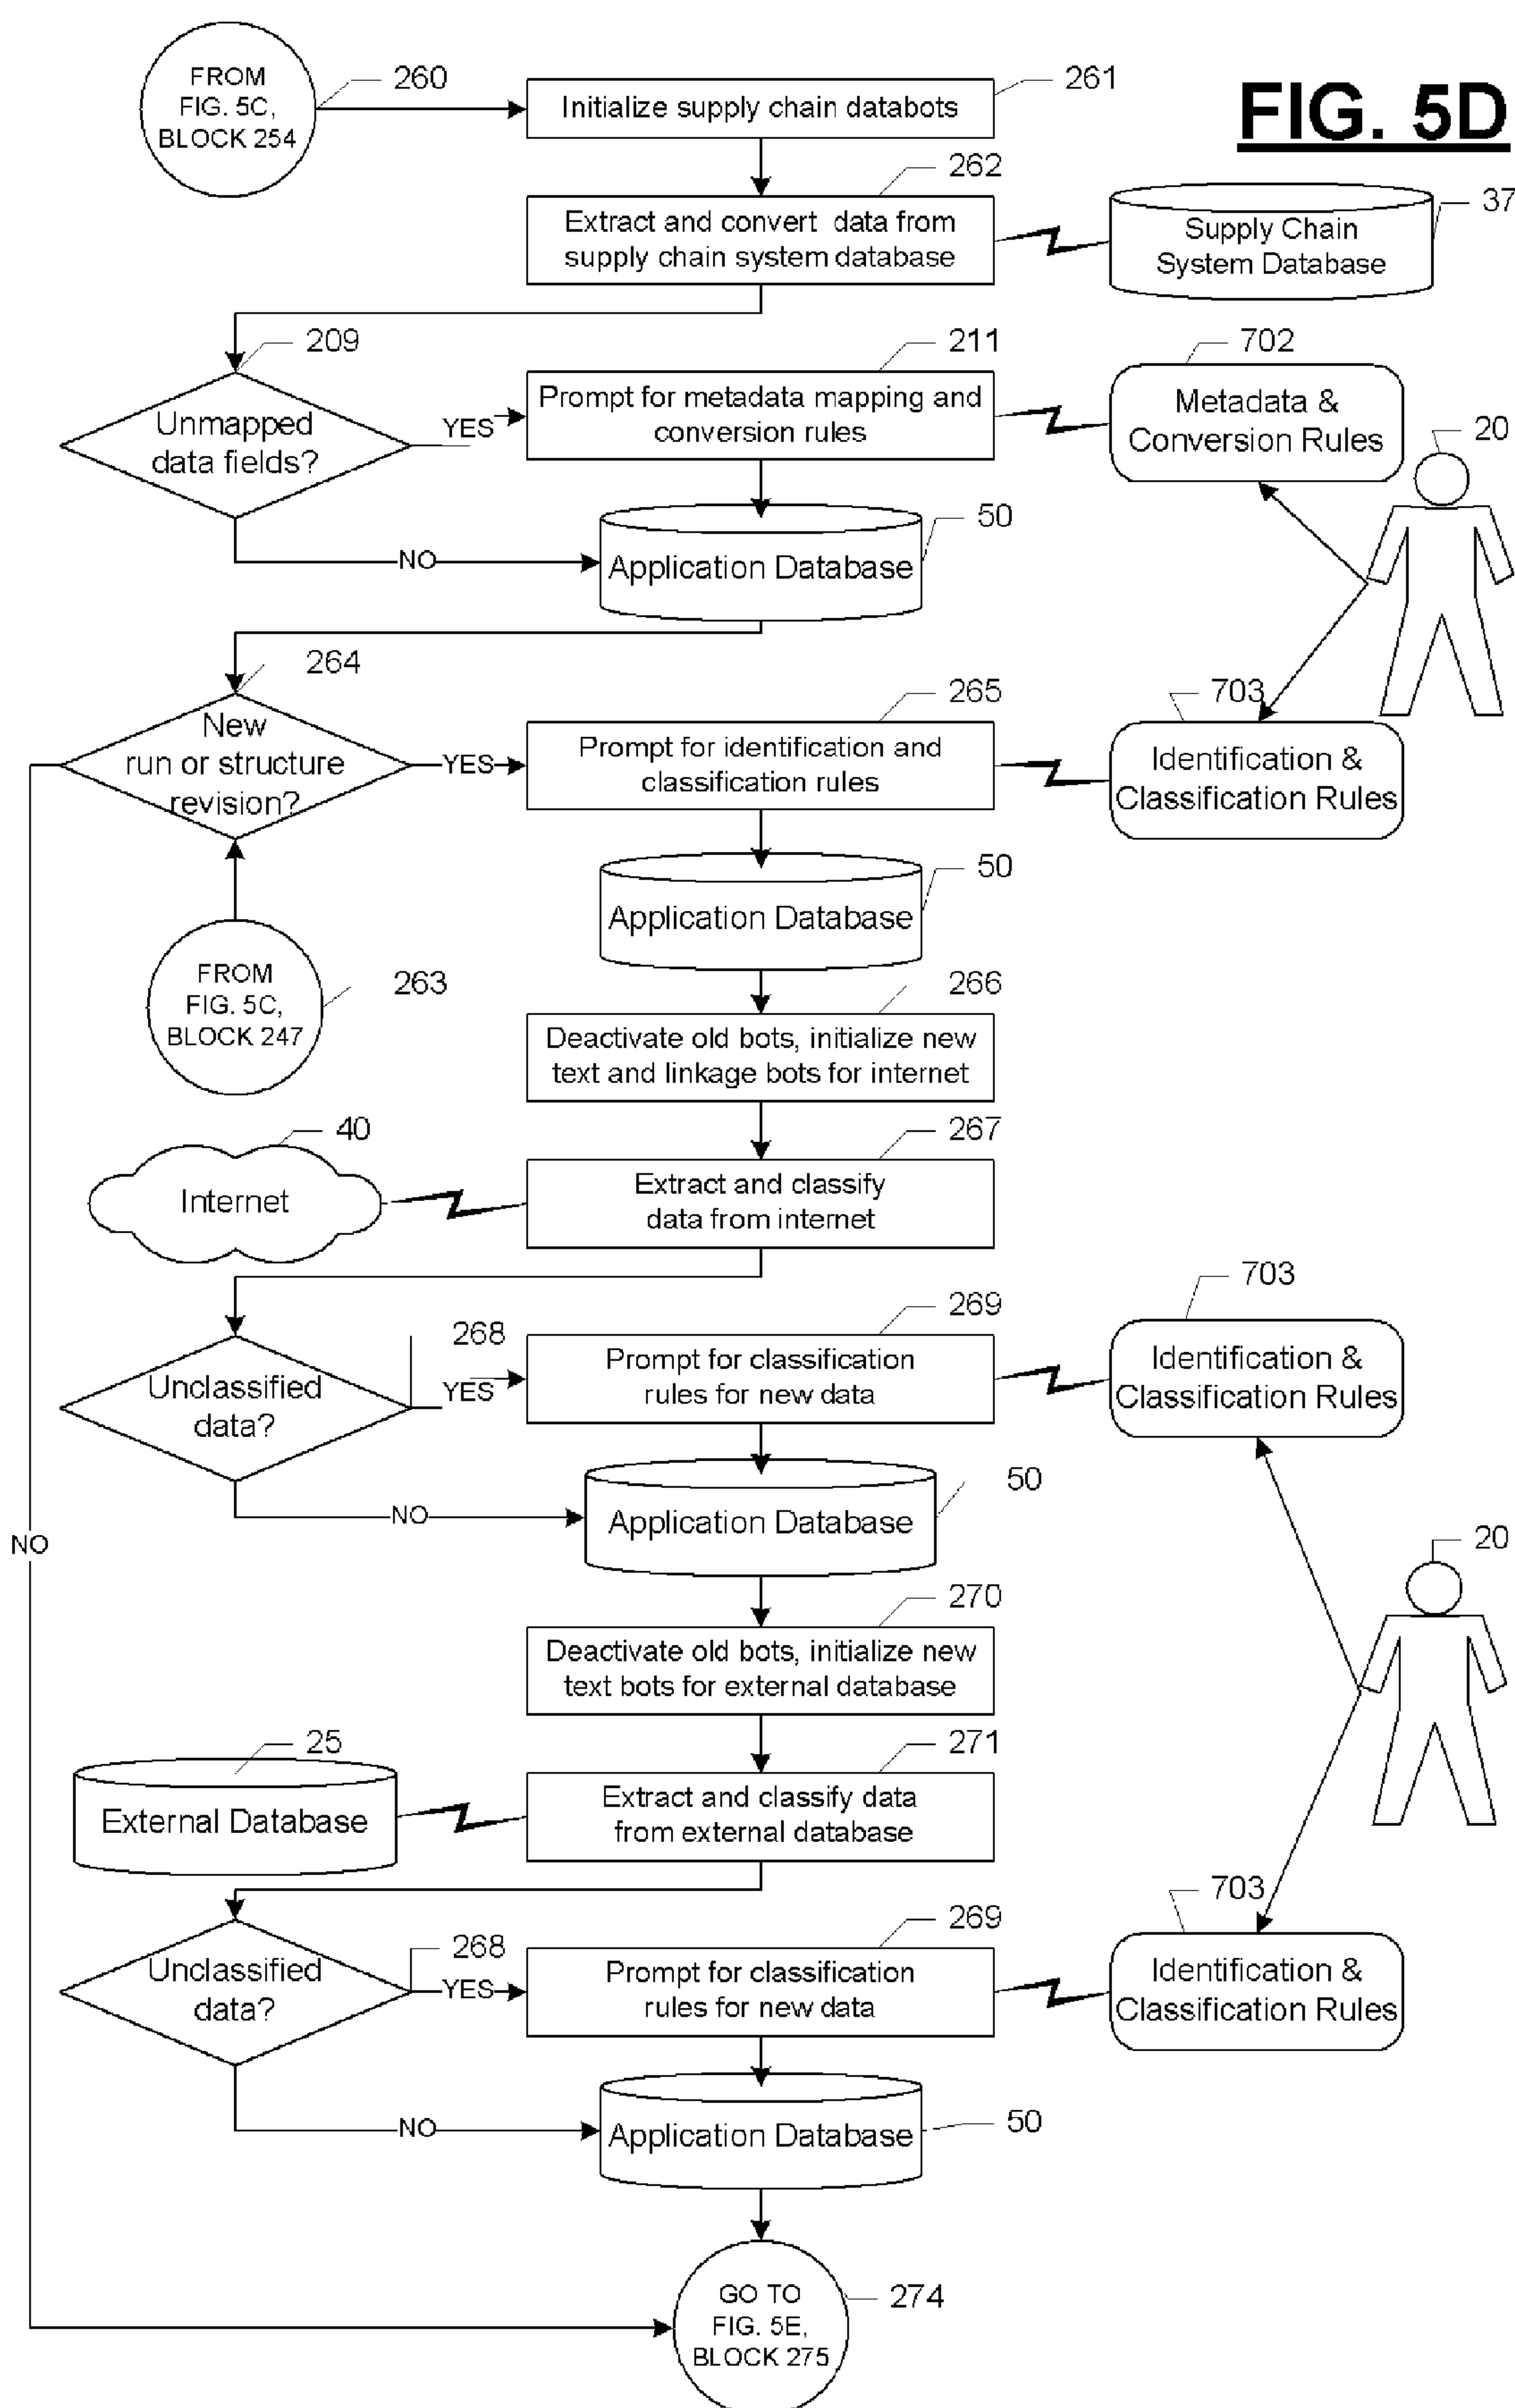 FROM
FIG. 5C,
BLOCK 254
260
Initialize supply chain databots
261
FIG. 5D
262
Extract and convert data from
supply chain system database
Supply Chain
System Database
37
209
Unmapped
data fields?
YES
211
Prompt for metadata mapping and
conversion rules
702
Metadata &
Conversion Rules
20
NO
Application Database
50
264
New
run or structure
revision?
YES
265
Prompt for identification and
classification rules
703
Identification &
Classification Rules
Application Database
50
FROM
FIG. 5C,
BLOCK 247
263
266
Deactivate old bots, initialize new
text and linkage bots for internet
40
Internet
267
Extract and classify
data from internet
268
Unclassified
data?
YES
269
Prompt for classification
rules for new data
703
Identification &
Classification Rules
NO
Application Database
50
NO
20
270
Deactivate old bots, initialize new
text bots for external database
25
External Database
271
Extract and classify data
from external database
268
Unclassified
data?
YES
269
Prompt for classification
rules for new data
703
Identification &
Classification Rules
NO
Application Database
50
GO TO
FIG. 5E,
BLOCK 275
274